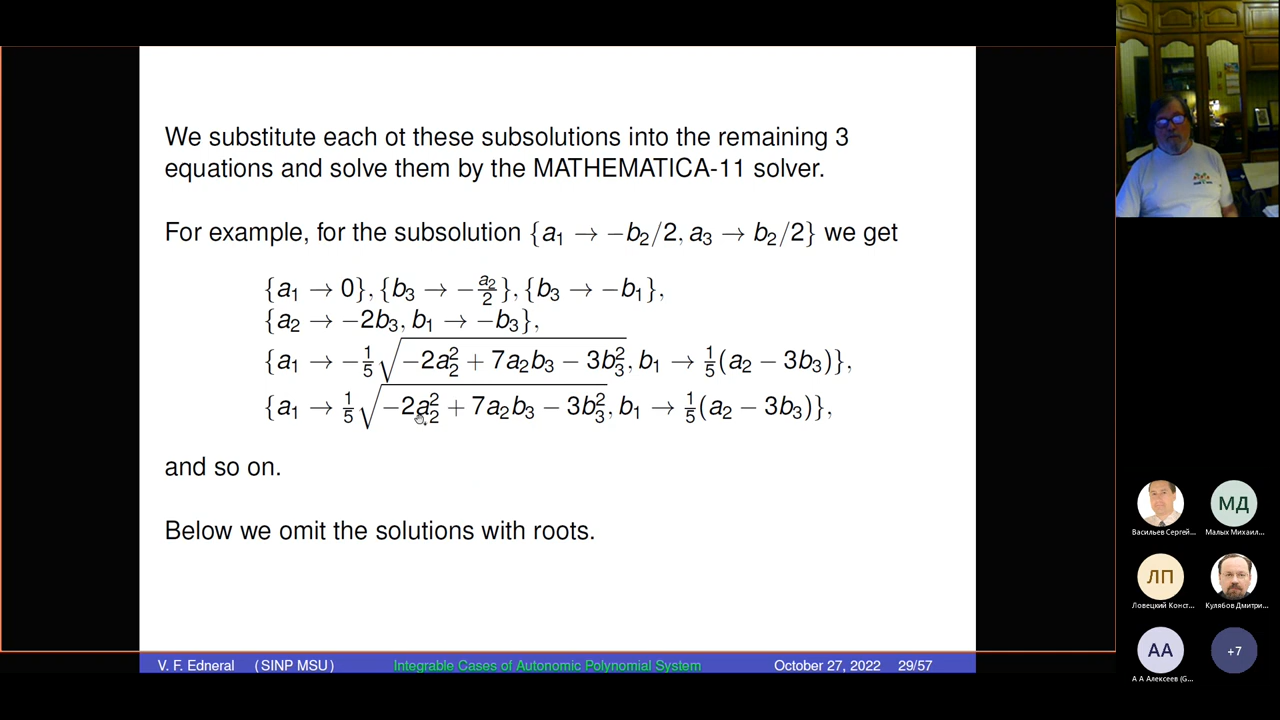 We substitute each ot these subsolutions into the remaining 3
equations and solve them by the MATHEMATICA-11 solver.
For example, for the subsolution {a₁ → −b₂/2, a₃ → b₂/2} we get
{a₁ → 0}, {b₃ → −a₂/2}, {b₃ → −b₁},
{a₂ → −2b₃, b₁ → −b₃},
{a₁ → −1/5 √(−2a₂² + 7a₂b₃ − 3b₃²), b₁ → 1/5(a₂ − 3b₃)},
{a₁ → 1/5 √(−2a₂² + 7a₂b₃ − 3b₃²), b₁ → 1/5(a₂ − 3b₃)},
and so on.
Below we omit the solutions with roots.
V. F. Edneral (SINP MSU) Integrable Cases of Autonomic Polynomial System October 27, 2022 29/57
МД
Васильев Сергей... Малых Михаил...
ЛП
Ловецкий Конст... Кулябов Дмитри...
АА +7
А А Алексеев (G...